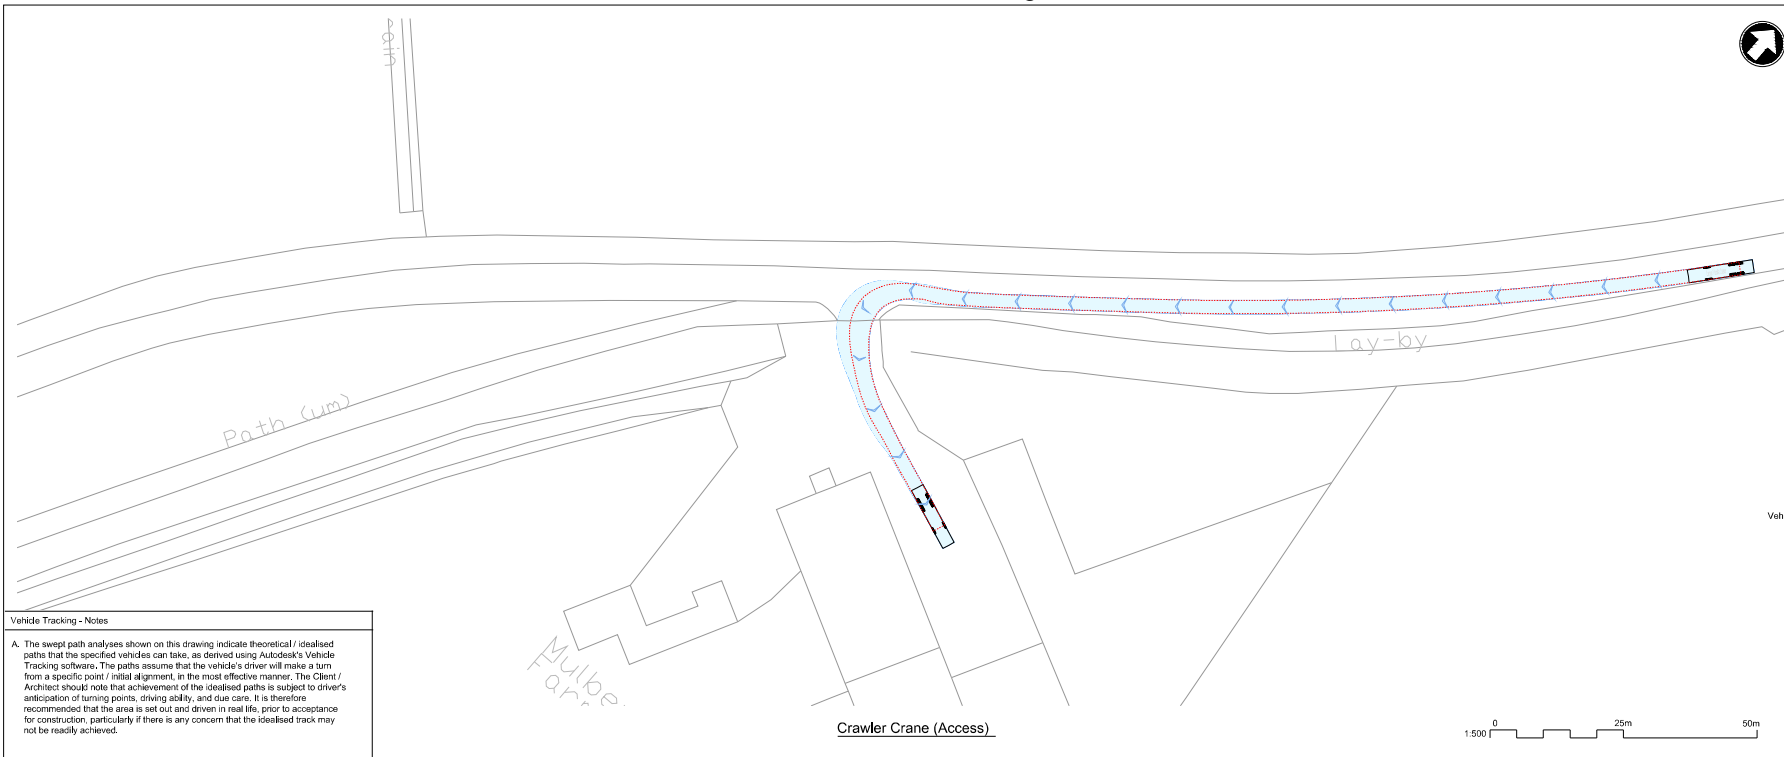 ain
Lay-by
Path (um)
Veh
Vehicle Tracking - Notes
A. The swept path analyses shown on this drawing indicate theoretical / idealised
paths that the specified vehicles can take, as derived using Autodesk's Vehicle
Tracking software. The paths assume that the vehicle's driver will make a turn
from a specific point / initial alignment, in the most effective manner. The Client /
Architect should note that achievement of the idealised paths is subject to driver's
anticipation of turning points, driving ability, and due care. It is therefore
recommended that the area is set out and driven in real life, prior to acceptance
for construction, particularly if there is any concern that the idealised track may
not be readily achieved.
Mulbe
Crawler Crane (Access)
0 25m 50m
1:500